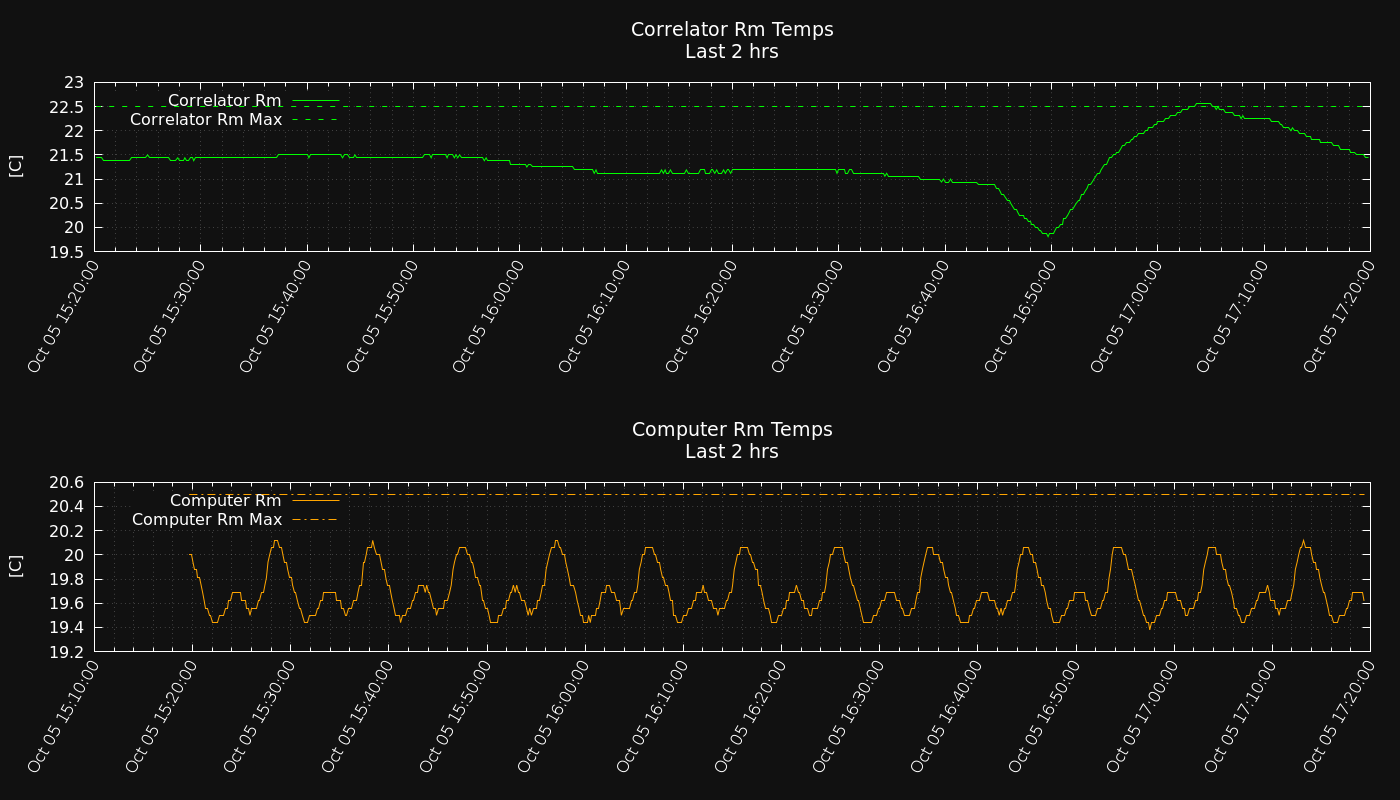 Correlator Rm Temps
Last 2 hrs
23
22.5
22
21.5
21
20.5
20
19.5
[C]
Correlator Rm
Correlator Rm Max
Oct 05 15:20:00
Oct 05 15:30:00
Oct 05 15:40:00
Oct 05 15:50:00
Oct 05 16:00:00
Oct 05 16:10:00
Oct 05 16:20:00
Oct 05 16:30:00
Oct 05 16:40:00
Oct 05 16:50:00
Oct 05 17:00:00
Oct 05 17:10:00
Oct 05 17:20:00
Computer Rm Temps
Last 2 hrs
20.6
20.4
20.2
20
19.8
19.6
19.4
19.2
[C]
Computer Rm
Computer Rm Max
Oct 05 15:10:00
Oct 05 15:20:00
Oct 05 15:30:00
Oct 05 15:40:00
Oct 05 15:50:00
Oct 05 16:00:00
Oct 05 16:10:00
Oct 05 16:20:00
Oct 05 16:30:00
Oct 05 16:40:00
Oct 05 16:50:00
Oct 05 17:00:00
Oct 05 17:10:00
Oct 05 17:20:00